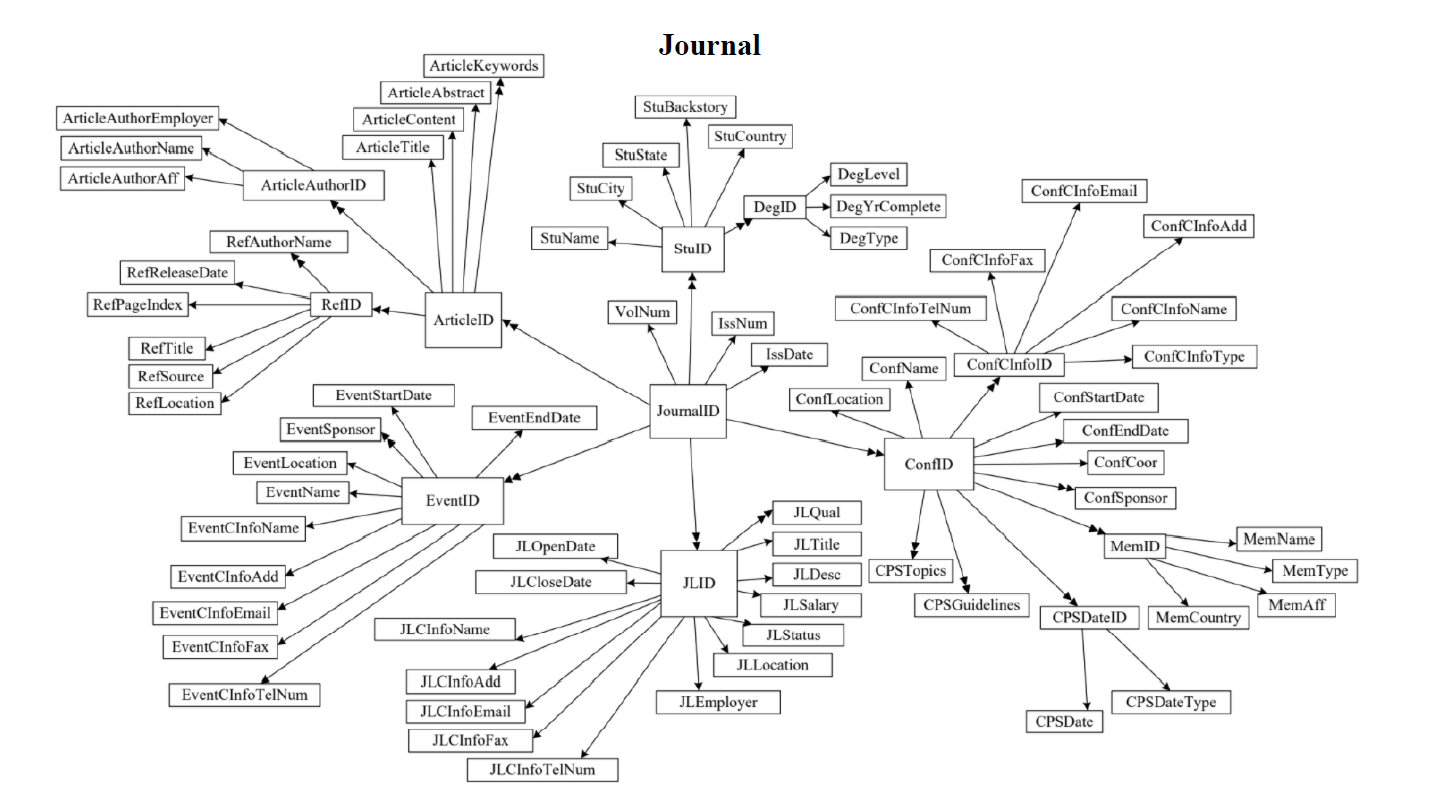 Journal
ArticleKeywords
ArticleAbstract
ArticleContent
ArticleTitle
ArticleAuthorEmployer
ArticleAuthorName
ArticleAuthorAff
ArticleAuthorID
StuBackstory
StuCountry
StuState
StuCity
StuName
StuID
DegID
DegLevel
DegYrComplete
DegType
RefAuthorName
RefReleaseDate
RefPageIndex
RefID
RefTitle
RefSource
RefLocation
ArticleID
VolNum
IssNum
IssDate
JournalID
ConfCInfoEmail
ConfCInfoAdd
ConfCInfoFax
ConfCInfoTelNum
ConfCInfoName
ConfCInfoType
ConfCInfoID
ConfName
ConfLocation
ConfStartDate
ConfEndDate
ConfCoor
ConfSponsor
ConfID
EventStartDate
EventEndDate
EventSponsor
EventLocation
EventName
EventID
EventCInfoName
EventCInfoAdd
EventCInfoEmail
EventCInfoFax
EventCInfoTelNum
JLQual
JLTitle
JLDesc
JLSalary
JLStatus
JLLocation
JLEmployer
JLID
JLOpenDate
JLCloseDate
JLCInfoName
JLCInfoAdd
JLCInfoEmail
JLCInfoFax
JLCInfoTelNum
CPSTopics
CPSGuidelines
CPSDateID
CPSDate
CPSDateType
MemID
MemName
MemType
MemAff
MemCountry